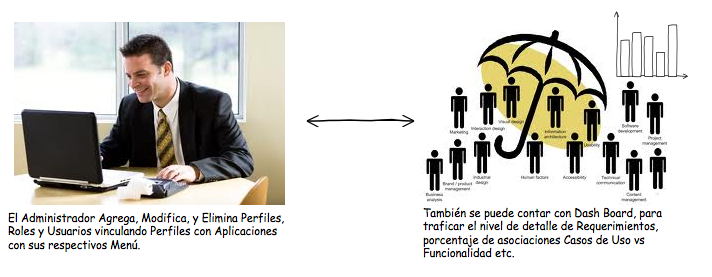 El Administrador Agrega, Modifica, y Elimina Perfiles,
Roles y Usuarios vinculando Perfiles con Aplicaciones
con sus respectivos Menú.
Visual design
Marketing
Interaction design
Information
architecture
Usability
Software
development
Project
management
Business
analysis
Brand / product
management
Industrial
design
Human factors
Accessibility
Technical
communication
Content
management
También se puede contar con Dash Board, para
traficar el nivel de detalle de Requerimientos,
porcentaje de asociaciones Casos de Uso vs
Funcionalidad etc.